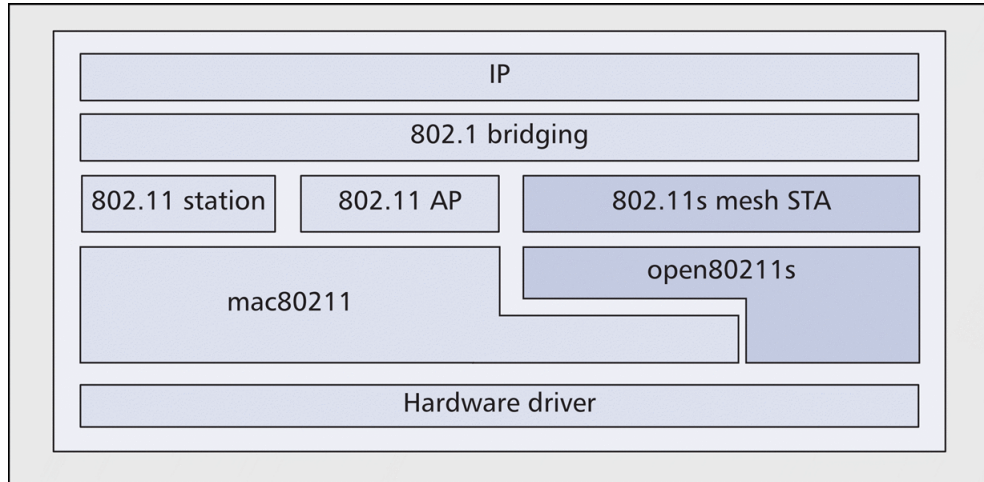 IP
802.1 bridging
802.11 station
802.11 AP
802.11s mesh STA
mac80211
open80211s
Hardware driver